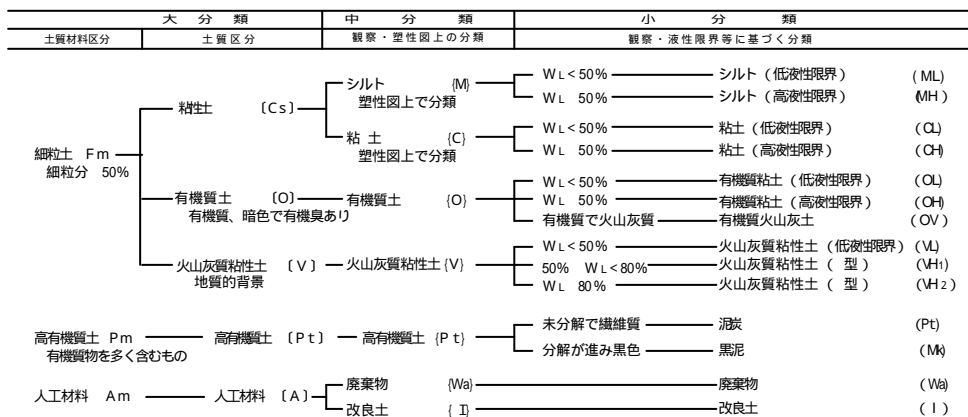 大 分 類 中 分 類 小 分 類
土質材料区分 土質区分 観察・塑性図上の分類 観察・液性限界等に基づく分類
シルト {M} WL<50% シルト(低液性限界) (ML)
塑性図上で分類 WL 50% シルト(高液性限界) (MH)
粘性土 〔Cs〕
粘 土 {C} WL<50% 粘土(低液性限界) (CL)
塑性図上で分類 WL 50% 粘土(高液性限界) (CH)
細粒土 Fm
細粒分 50%
有機質土 〔O〕 有機質土 {O} WL<50% 有機質粘土(低液性限界) (OL)
有機質、暗色で有機臭あり WL 50% 有機質粘土(高液性限界) (OH)
有機質で火山灰質 有機質火山灰土 (OV)
WL<50% 火山灰質粘性土(低液性限界) (VL)
火山灰質粘性土 〔V〕 火山灰質粘性土 {V} 50% WL<80% 火山灰質粘性土( 型) (VH1)
地質的背景 WL 80% 火山灰質粘性土( 型) (VH2)
高有機質土 Pm 高有機質土 〔Pt〕 高有機質土 {Pt} 未分解で繊維質 泥炭 (Pt)
有機質物を多く含むもの 分解が進み黒色 黒泥 (Mk)
人工材料 Am 人工材料 〔A〕 廃棄物 {Wa} 廃棄物 (Wa)
改良土 {I} 改良土 (I)